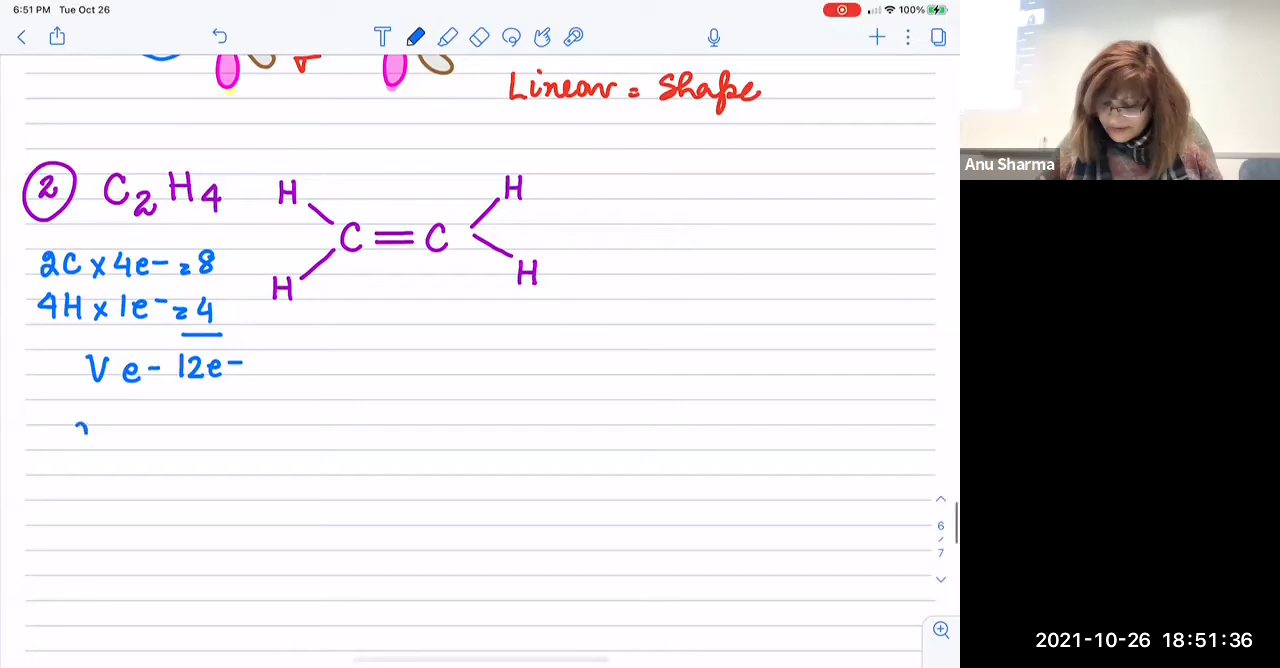 6:51 PM Tue Oct 26
100%
T
Linear = Shape
Anu Sharma
2 C2H4
H H
C = C
H H
2C x 4e- = 8
4H x 1e- = 4
V e- 12e-
6
/
7
2021-10-26 18:51:36